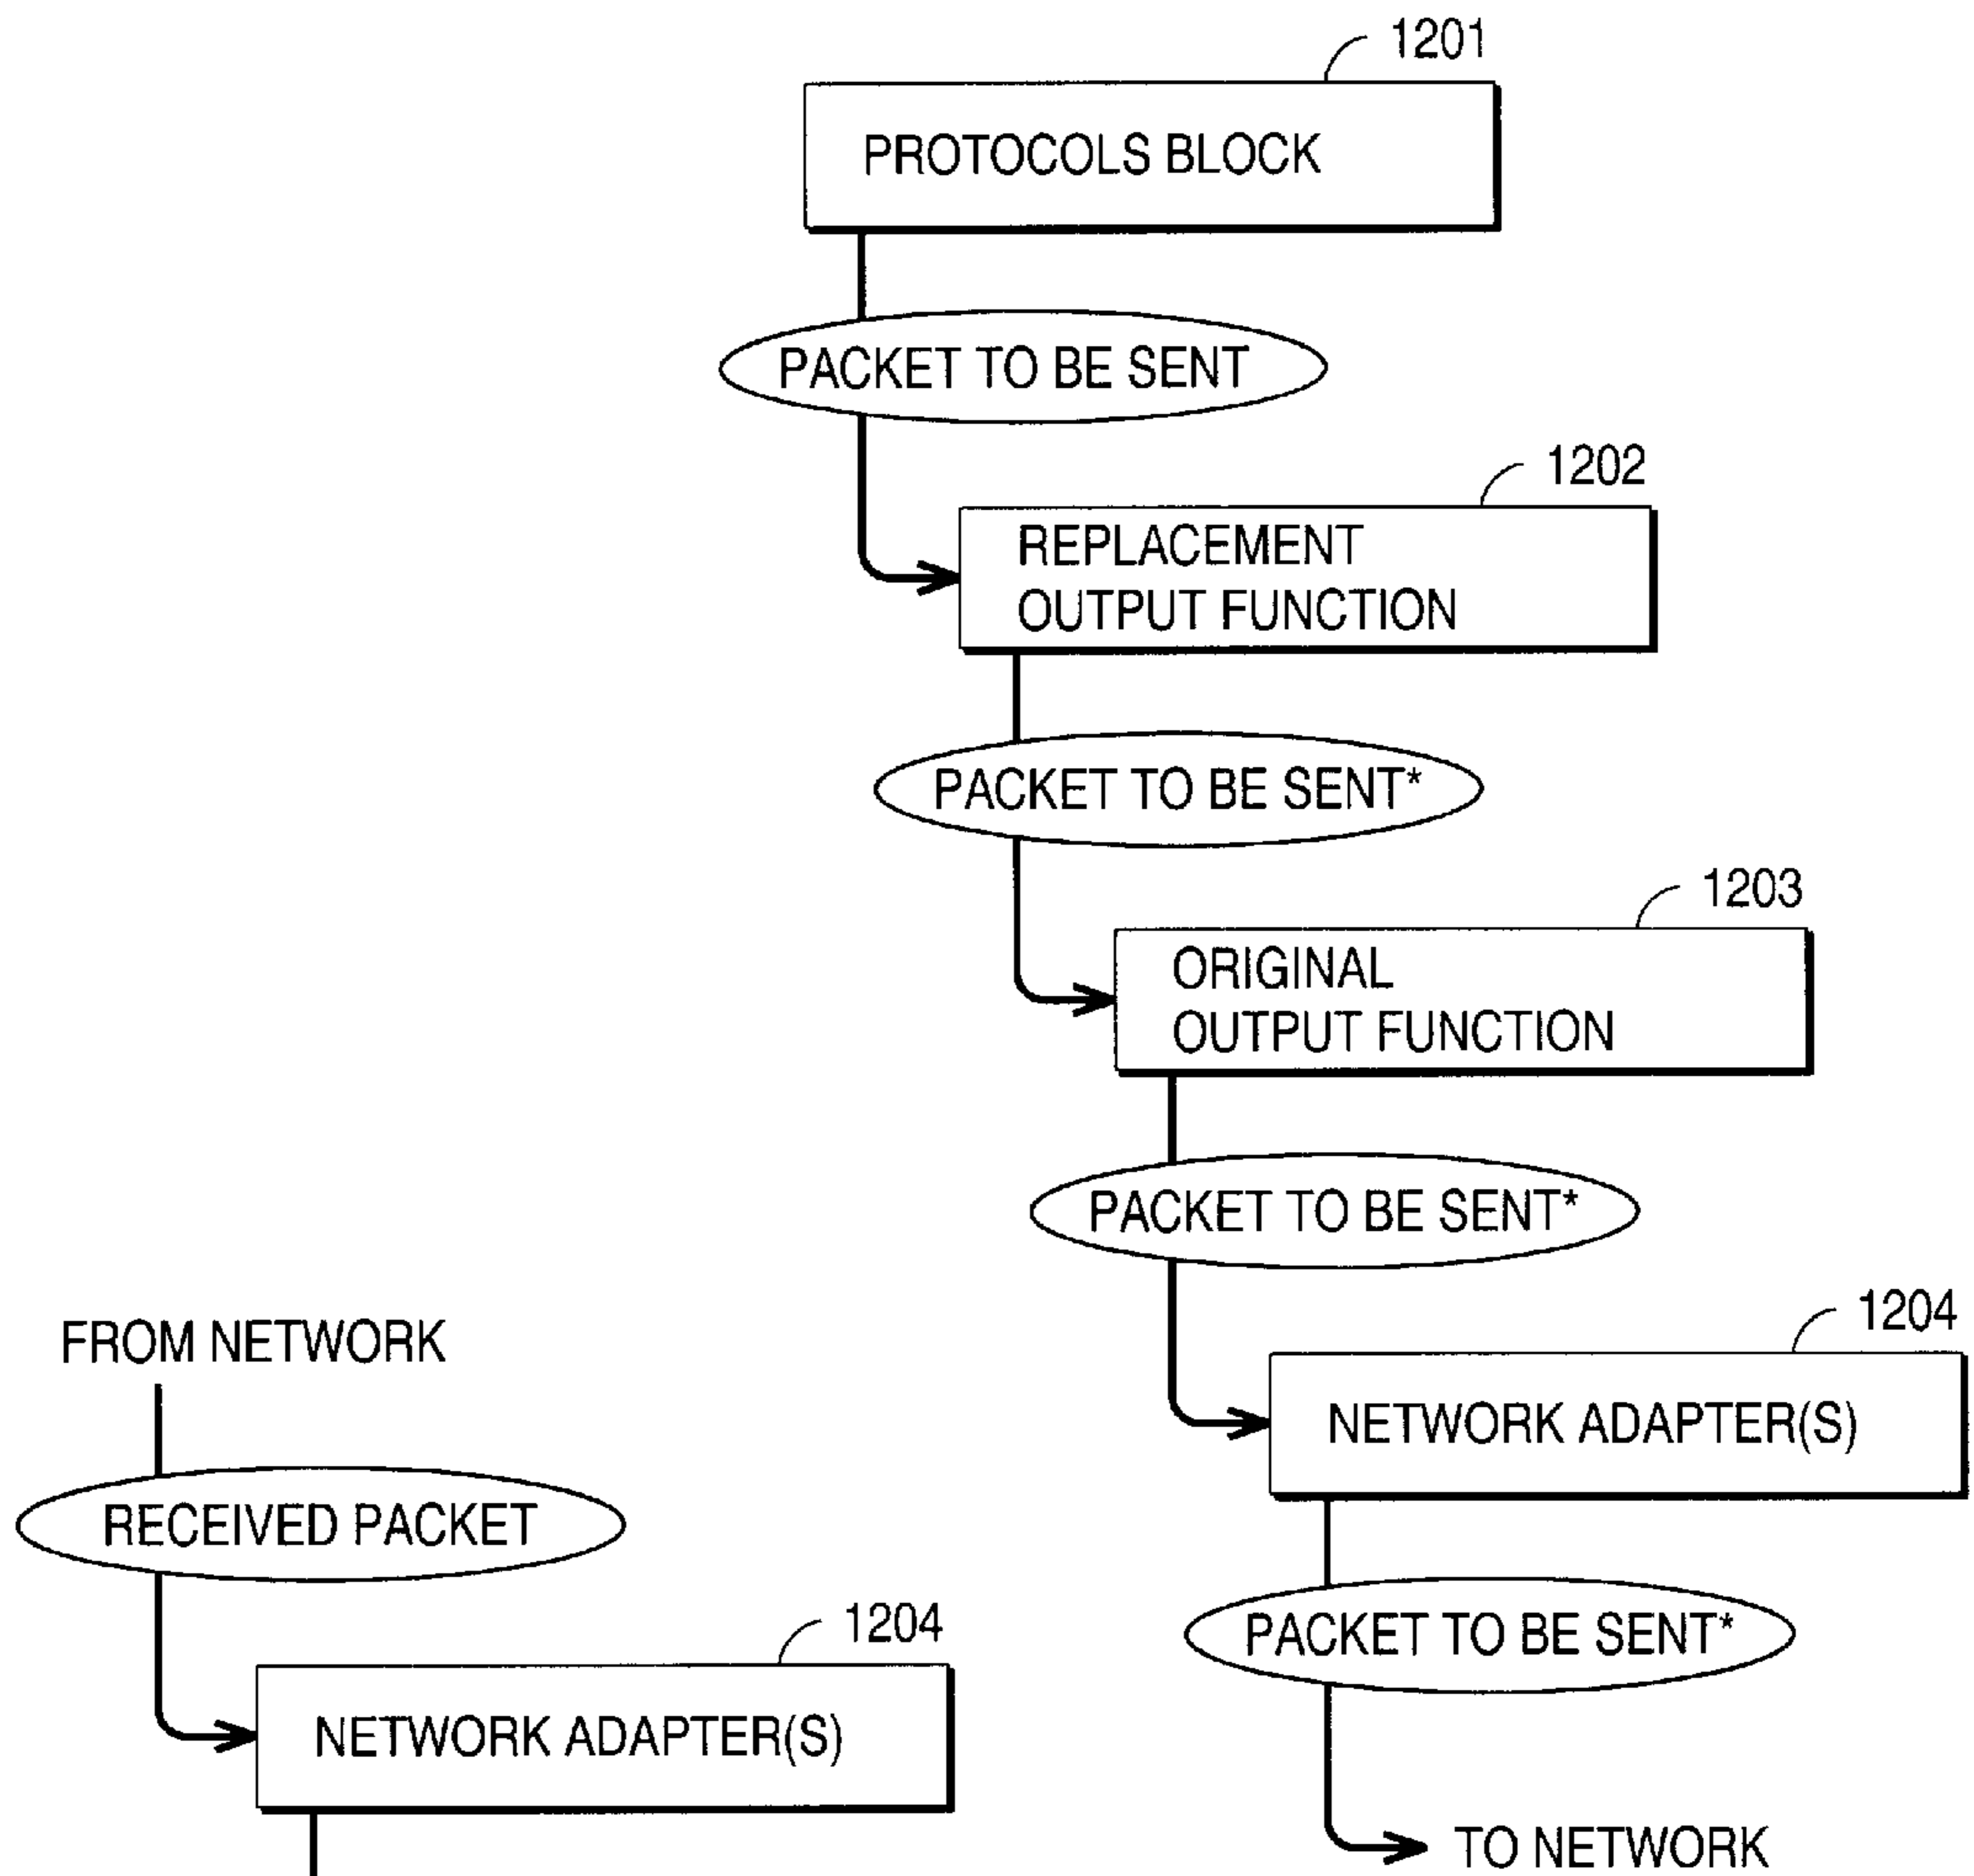 1201
PROTOCOLS BLOCK
PACKET TO BE SENT
1202
REPLACEMENT
OUTPUT FUNCTION
PACKET TO BE SENT*
1203
ORIGINAL
OUTPUT FUNCTION
PACKET TO BE SENT*
1204
NETWORK ADAPTER(S)
PACKET TO BE SENT*
TO NETWORK
FROM NETWORK
RECEIVED PACKET
1204
NETWORK ADAPTER(S)